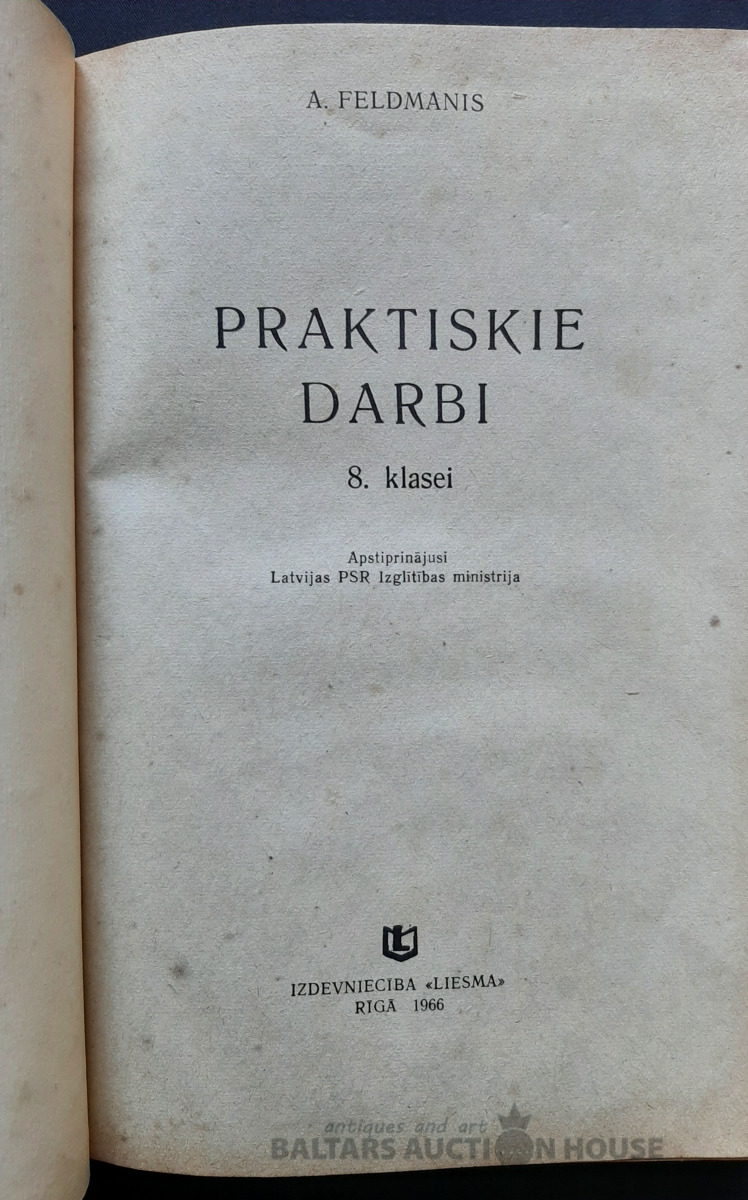 A. FELDMANIS
PRAKTISKIE
DARBI
8. klasei
Apstiprinājusi
Latvijas PSR Izglītības ministrija
L
IZDEVNIECĪBA «LIESMA»
RĪGĀ 1966
antiques and art
BALTARS AUCTION HOUSE